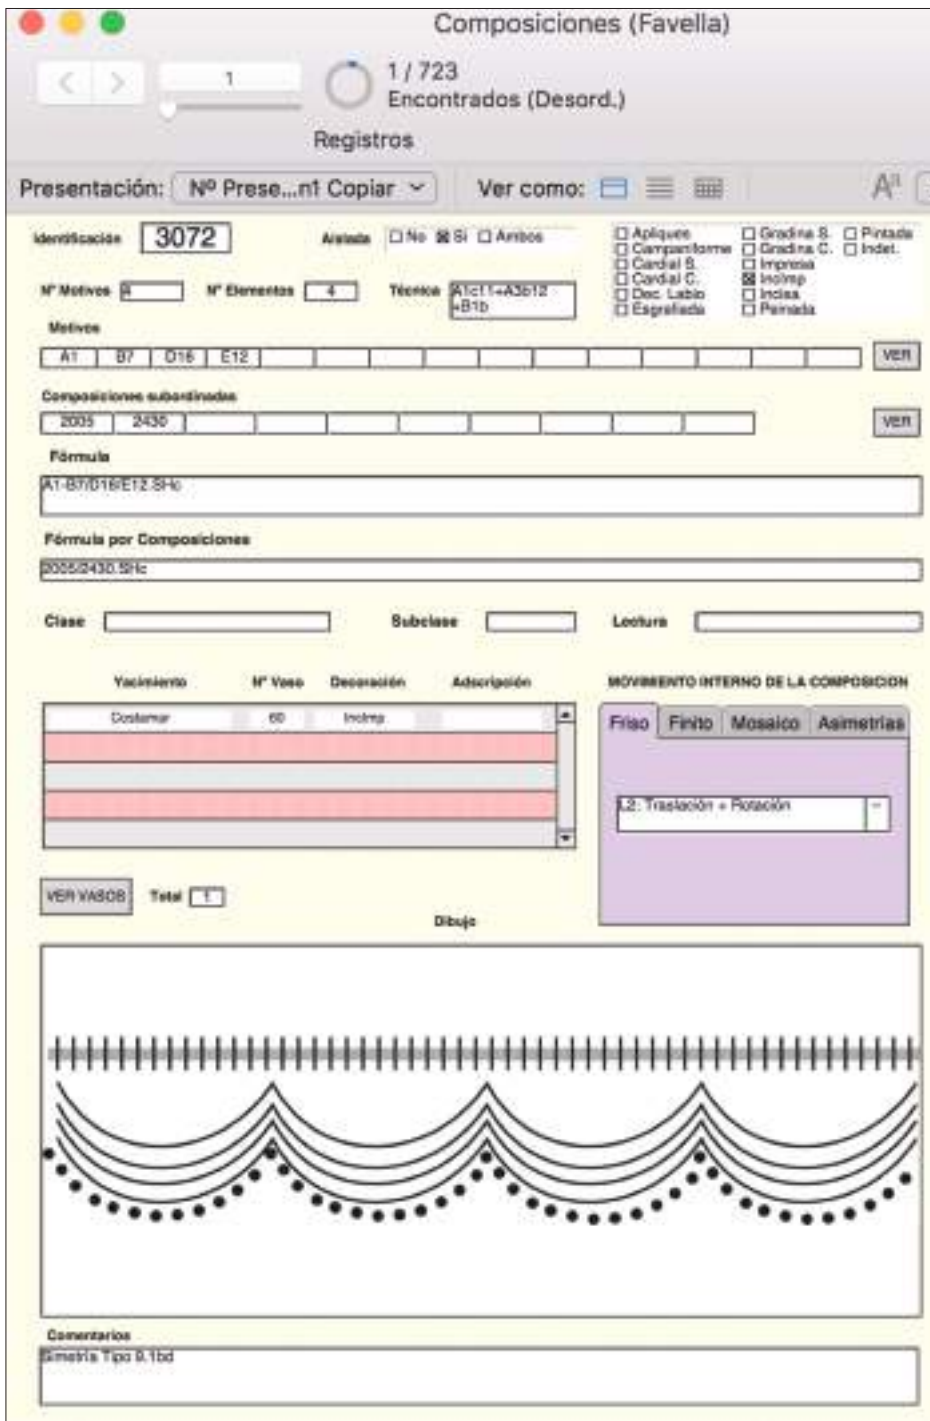 Composiciones (Favella)
1
1 / 723
Encontrados (Desord.)
Registros
Presentación: Nº Prese...n1 Copiar Ver como:
Identificación 3072 Aislada No Si Ambos
Apliques Gradina S. Pintada
Campaniforme Gradina C. Indet.
Cardial S. Impresa
Cardial C. IncImp
Dec. Labio Incisa
Esgrafiada Peinada
Nº Motivos 4 Nº Elementos 4 Técnica A1c11+A3b12
+B1b
Motivos
A1 B7 D16 E12 VER
Composiciones subordinadas
2005 2430 VER
Fórmula
A1-B7/D16/E12.SHc
Fórmula por Composiciones
2005/2430.SHc
Clase Subclase Lectura
Yacimiento Nº Vaso Decoración Adscripción
Costamar 60 IncImp
MOVIMIENTO INTERNO DE LA COMPOSICION
Friso Finito Mosaico Asimetrías
L2: Traslación + Rotación
VER VASOS Total 1
Dibujo
Comentarios
Simetría Tipo 9.1bd